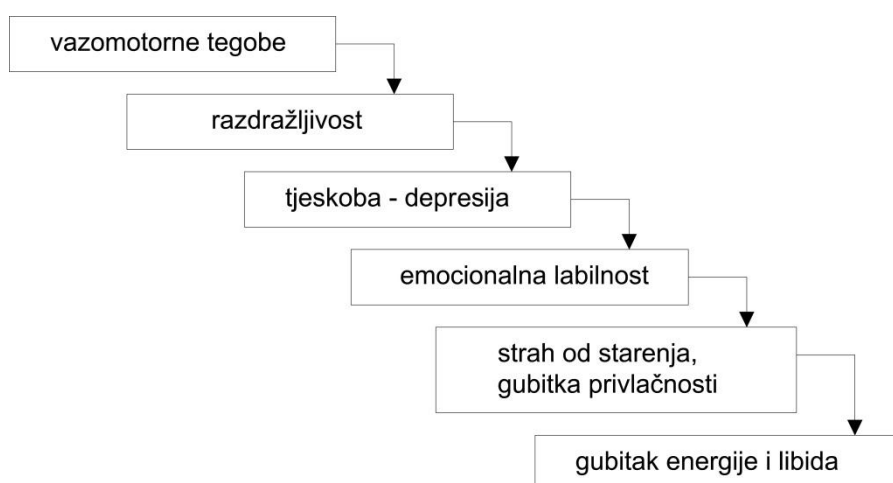 vazomotorne tegobe
razdražljivost
tjeskoba - depresija
emocionalna labilnost
strah od starenja,
gubitka privlačnosti
gubitak energije i libida